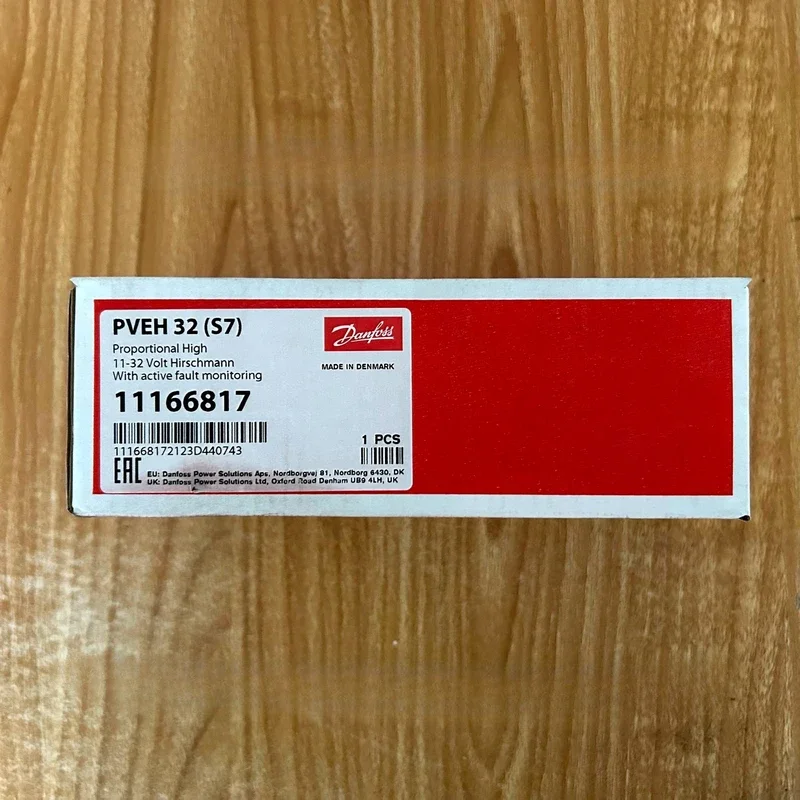 PVEH 32 (S7)
Danfoss
Proportional High
11-32 Volt Hirschmann
With active fault monitoring
MADE IN DENMARK
11166817
111668172123D440743
1 PCS
EAC
EU: Danfoss Power Solutions Aps, Nordborgvej 81, Nordborg 6430, DK
UK: Danfoss Power Solutions Ltd, Oxford Road Denham UB9 4LH, UK